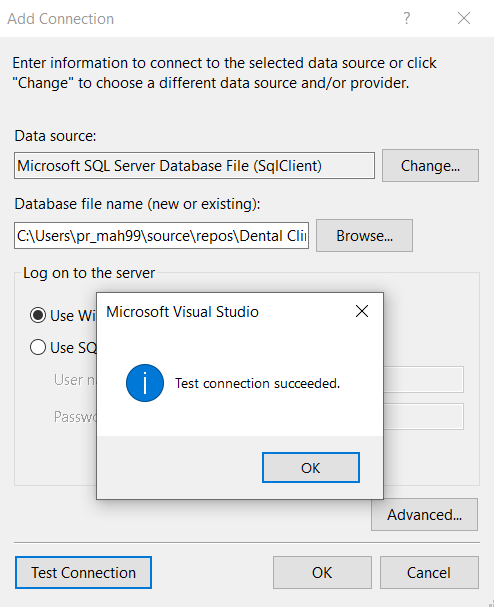 Add Connection
?
Enter information to connect to the selected data source or click
"Change" to choose a different data source and/or provider.
Data source:
Microsoft SQL Server Database File (SqlClient)
Change...
Database file name (new or existing):
C:\Users\pr_mah99\source\repos\Dental Cli
Browse...
Log on to the server
Microsoft Visual Studio
Use Wi
Use SQ
Test connection succeeded.
User n
Passwo
OK
Advanced...
Test Connection
OK
Cancel